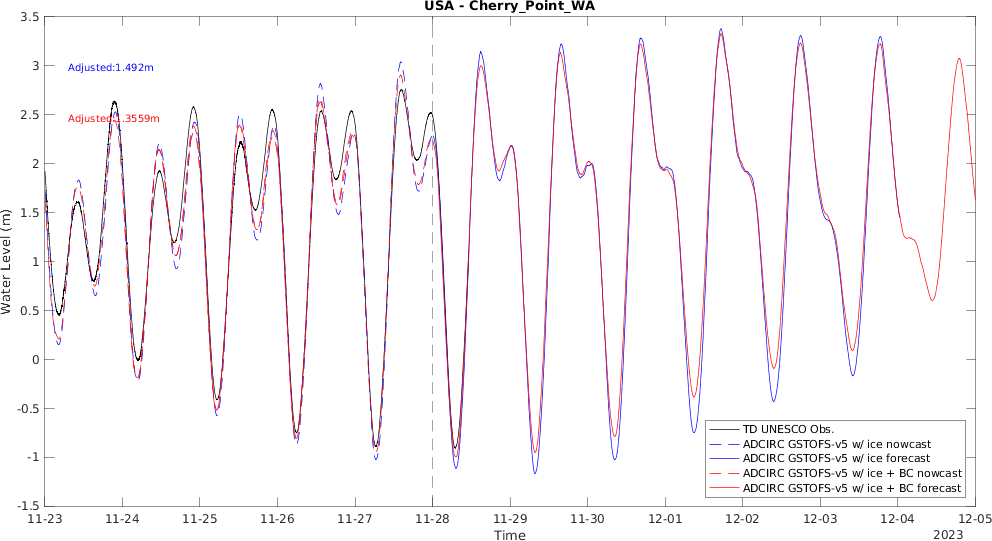 USA - Cherry_Point_WA
3.5
3
2.5
2
1.5
1
0.5
0
-0.5
-1
-1.5
Water Level (m)
Adjusted:1.492m
Adjusted:1.3559m
TD UNESCO Obs.
ADCIRC GSTOFS-v5 w/ ice nowcast
ADCIRC GSTOFS-v5 w/ ice forecast
ADCIRC GSTOFS-v5 w/ ice + BC nowcast
ADCIRC GSTOFS-v5 w/ ice + BC forecast
11-23 11-24 11-25 11-26 11-27 11-28 11-29 11-30 12-01 12-02 12-03 12-04 12-05
Time
2023